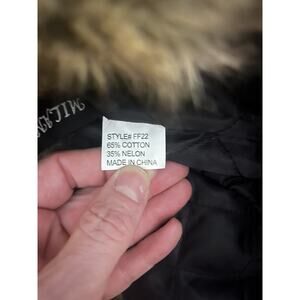 STYLE# FF22
65% COTTON
35% NELON
MADE IN CHINA